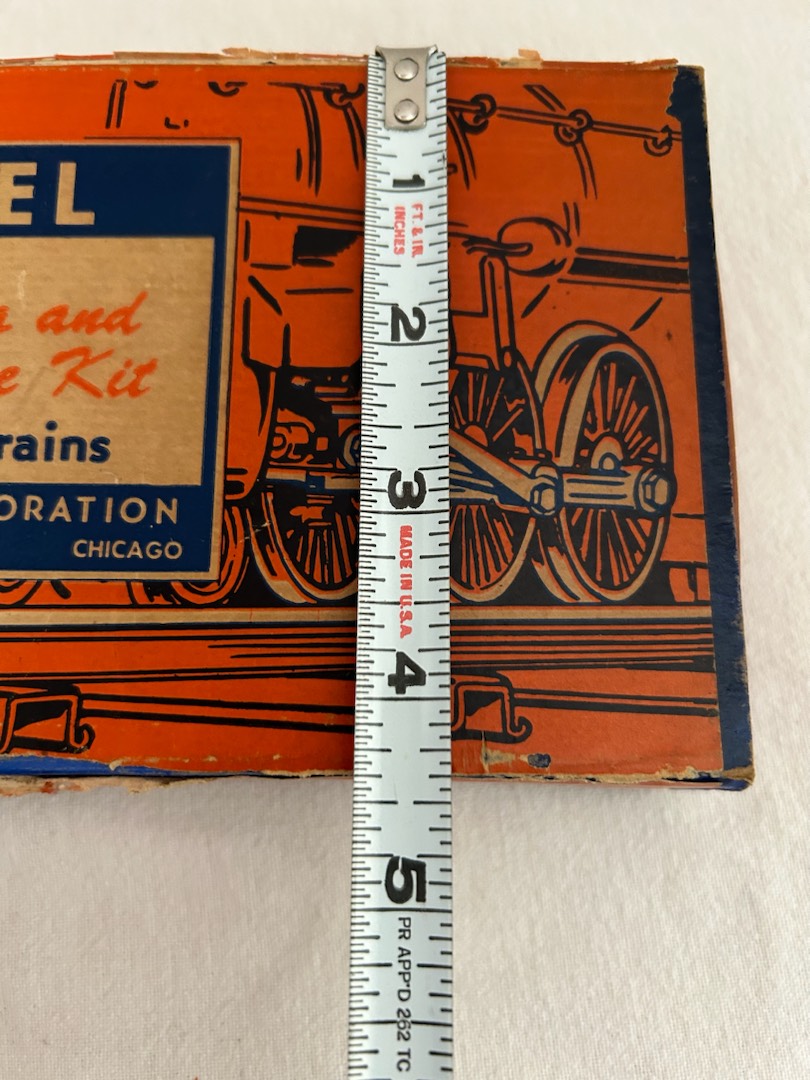 EL
and
Kit
rains
ORATION
CHICAGO
1
FT. & IN.
INCHES
2
3
MADE IN U.S.A.
4
5
PR APP'D 262 TC